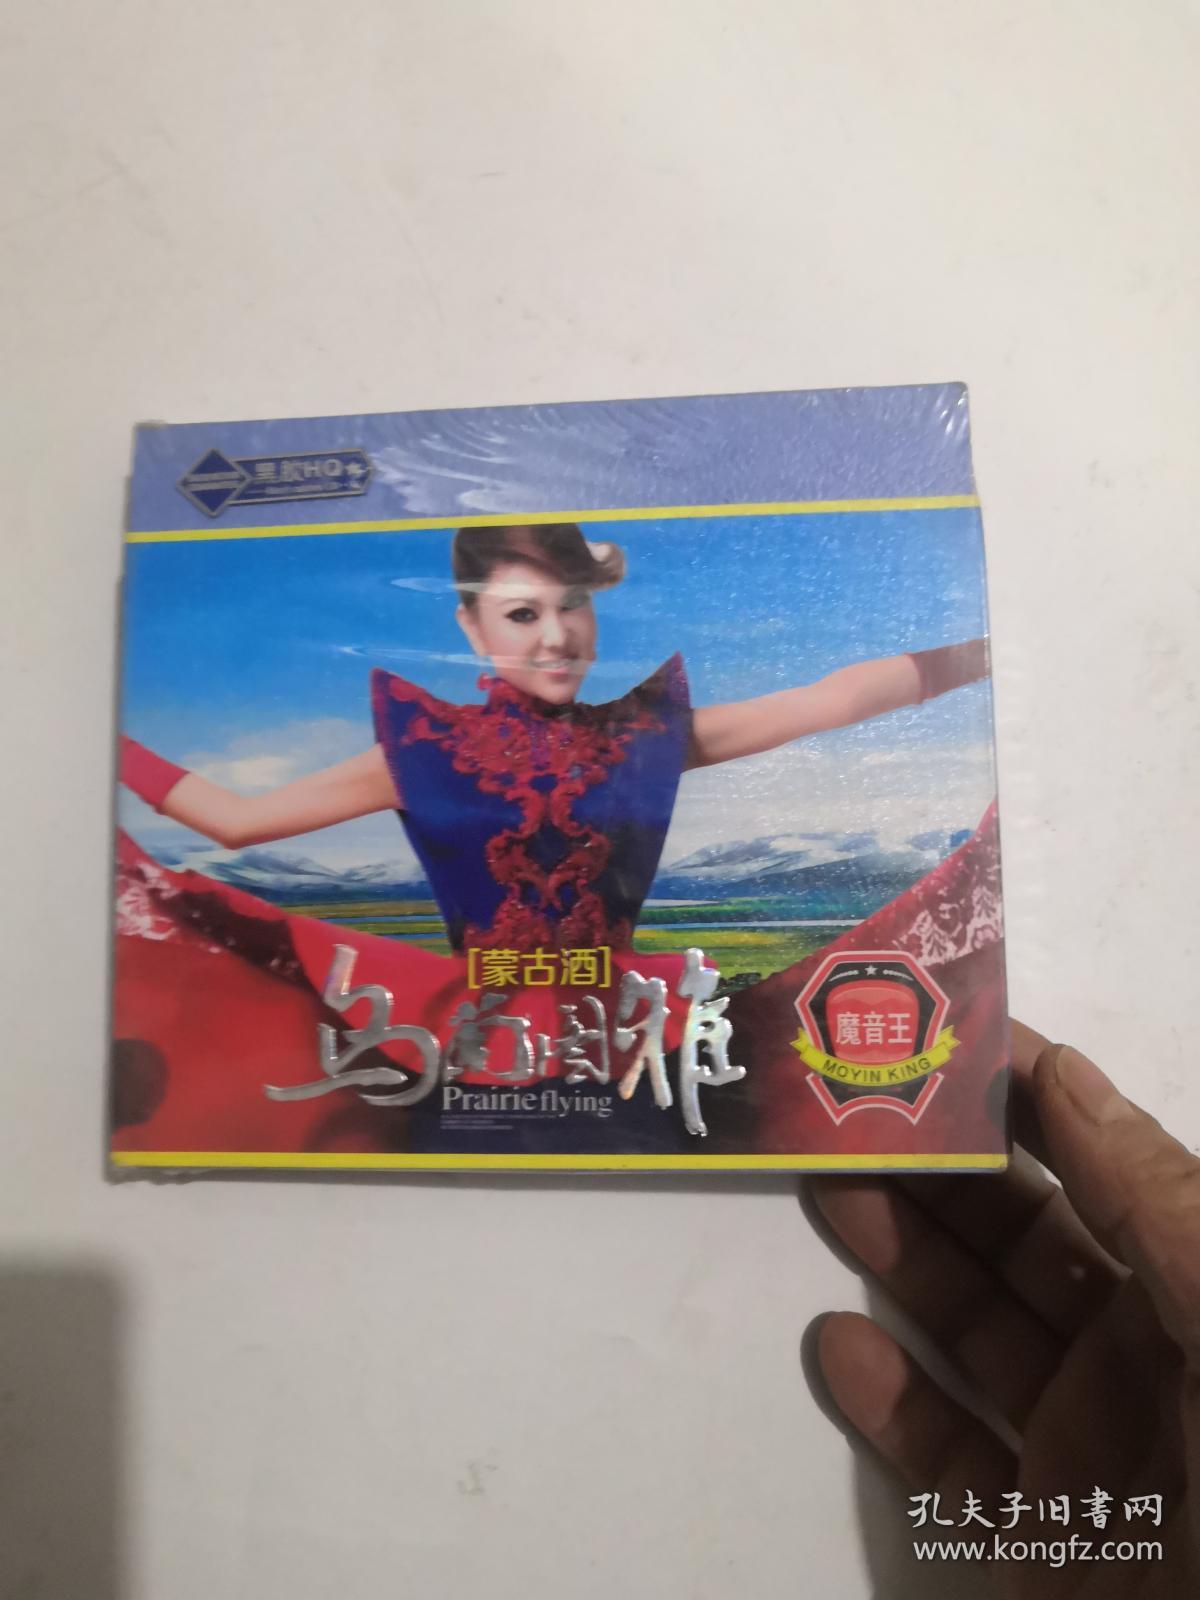 黑胶HQ
[蒙古酒]
乌兰图雅
Prairie flying
魔音王
MOYIN KING
孔夫子旧书网
www.kongfz.com